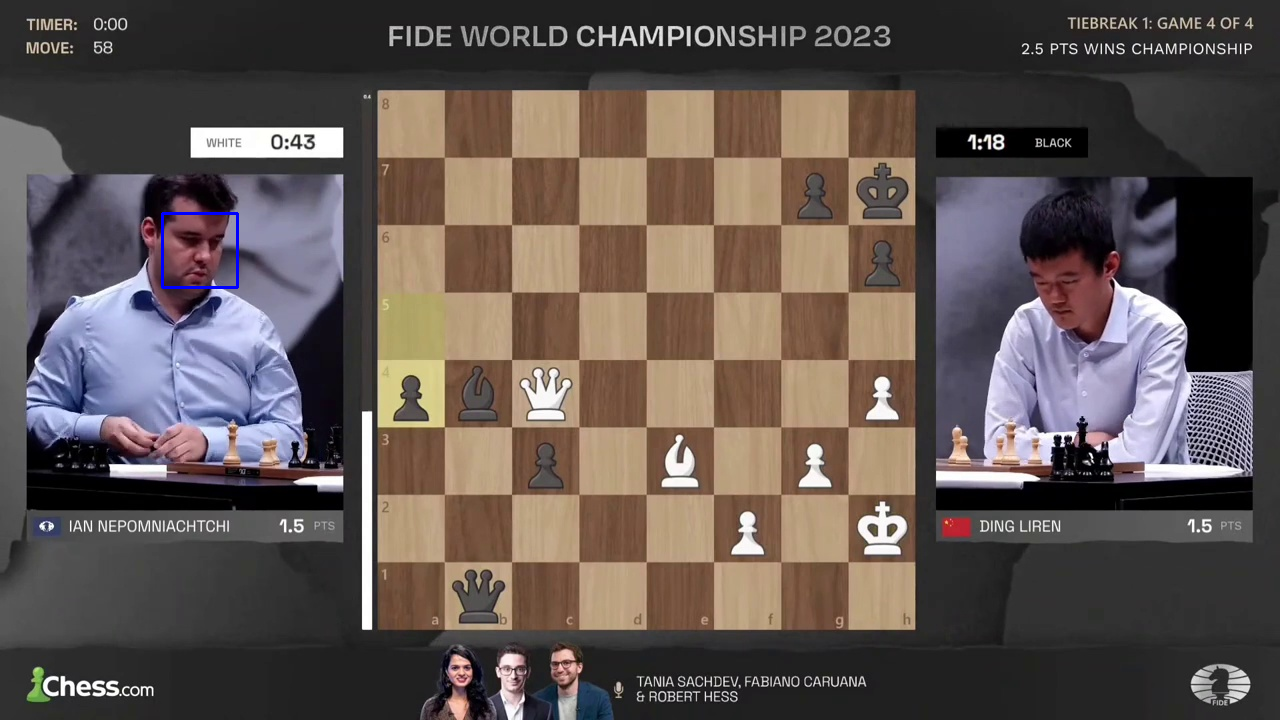 TIMER: 0:00
MOVE: 58
FIDE WORLD CHAMPIONSHIP 2023
TIEBREAK 1: GAME 4 OF 4
2.5 PTS WINS CHAMPIONSHIP
WHITE 0:43
1:18 BLACK
8
7
6
5
4
3
2
1
a b c d e f g h
IAN NEPOMNIACHTCHI 1.5 PTS
DING LIREN 1.5 PTS
Chess.com
TANIA SACHDEV, FABIANO CARUANA
& ROBERT HESS
FIDE